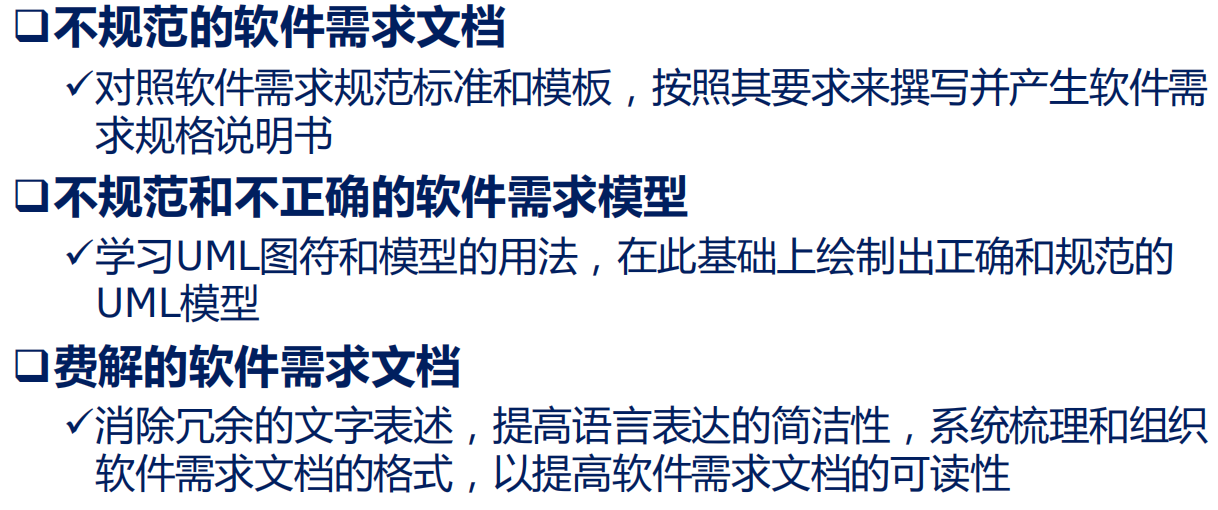 ❑不规范的软件需求文档
✓对照软件需求规范标准和模板，按照其要求来撰写并产生软件需
求规格说明书
❑不规范和不正确的软件需求模型
✓学习UML图符和模型的用法，在此基础上绘制出正确和规范的
UML模型
❑费解的软件需求文档
✓消除冗余的文字表述，提高语言表达的简洁性，系统梳理和组织
软件需求文档的格式，以提高软件需求文档的可读性